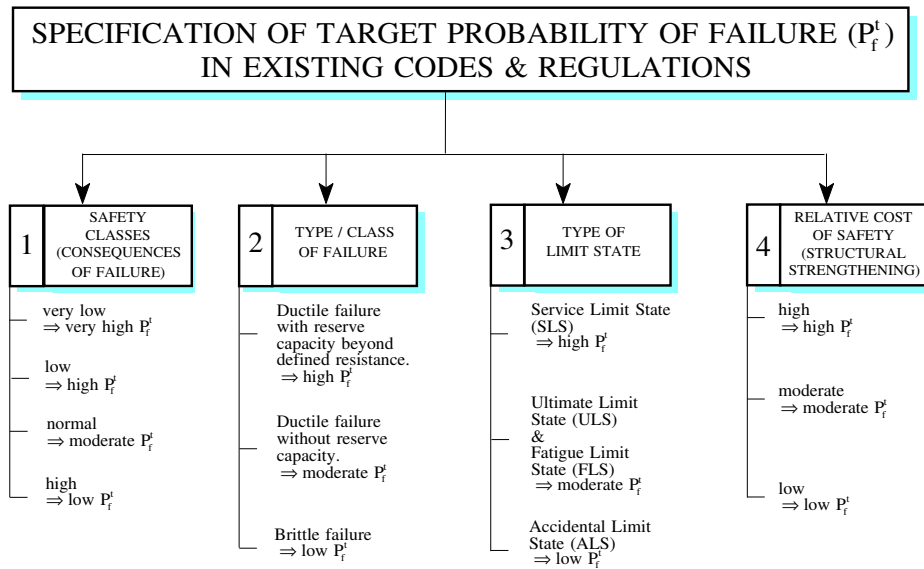 SPECIFICATION OF TARGET PROBABILITY OF FAILURE (P_f^t)
IN EXISTING CODES & REGULATIONS
1
SAFETY
CLASSES
(CONSEQUENCES
OF FAILURE)
very low
⇒ very high P_f^t
low
⇒ high P_f^t
normal
⇒ moderate P_f^t
high
⇒ low P_f^t
2
TYPE / CLASS
OF FAILURE
Ductile failure
with reserve
capacity beyond
defined resistance.
⇒ high P_f^t
Ductile failure
without reserve
capacity.
⇒ moderate P_f^t
Brittle failure
⇒ low P_f^t
3
TYPE OF
LIMIT STATE
Service Limit State
(SLS)
⇒ high P_f^t
Ultimate Limit
State (ULS)
&
Fatigue Limit
State (FLS)
⇒ moderate P_f^t
Accidental Limit
State (ALS)
⇒ low P_f^t
4
RELATIVE COST
OF SAFETY
(STRUCTURAL
STRENGTHENING)
high
⇒ high P_f^t
moderate
⇒ moderate P_f^t
low
⇒ low P_f^t